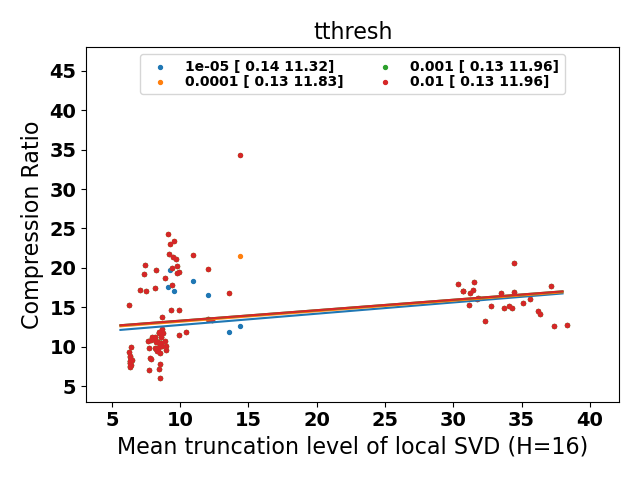 tthresh
1e-05 [ 0.14 11.32]
0.0001 [ 0.13 11.83]
0.001 [ 0.13 11.96]
0.01 [ 0.13 11.96]
Compression Ratio
45
40
35
30
25
20
15
10
5
5 10 15 20 25 30 35 40
Mean truncation level of local SVD (H=16)